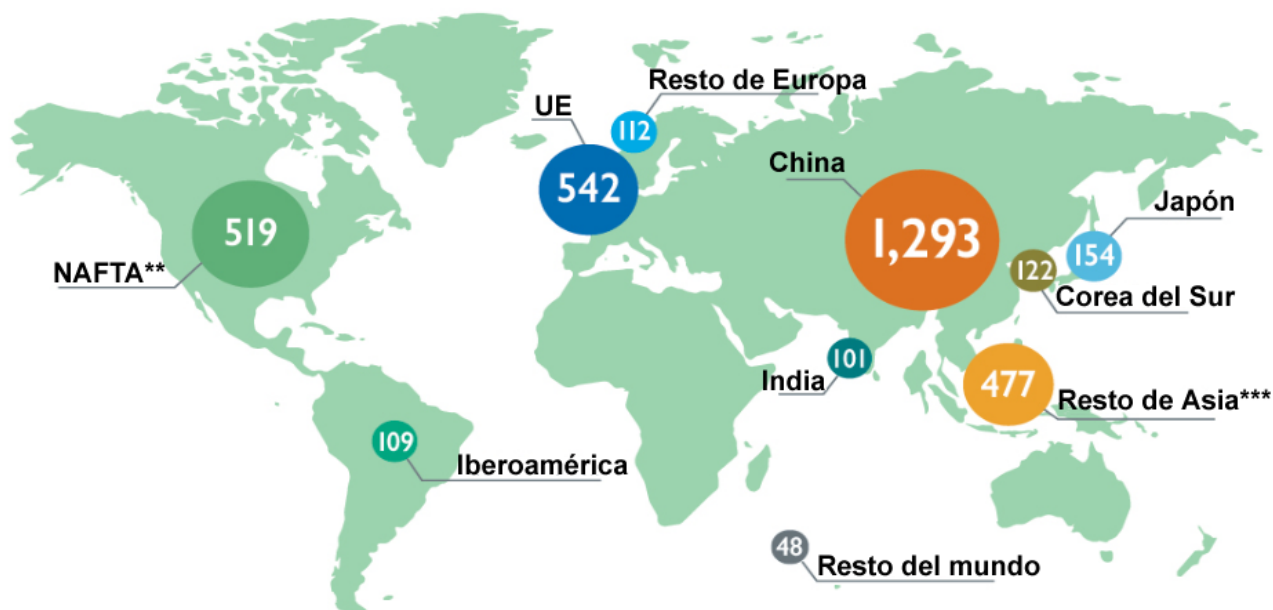 Resto de Europa
112
UE
542
China
1,293
Japón
154
NAFTA**
519
122
Corea del Sur
India
101
477
Resto de Asia***
109
Iberoamérica
48
Resto del mundo